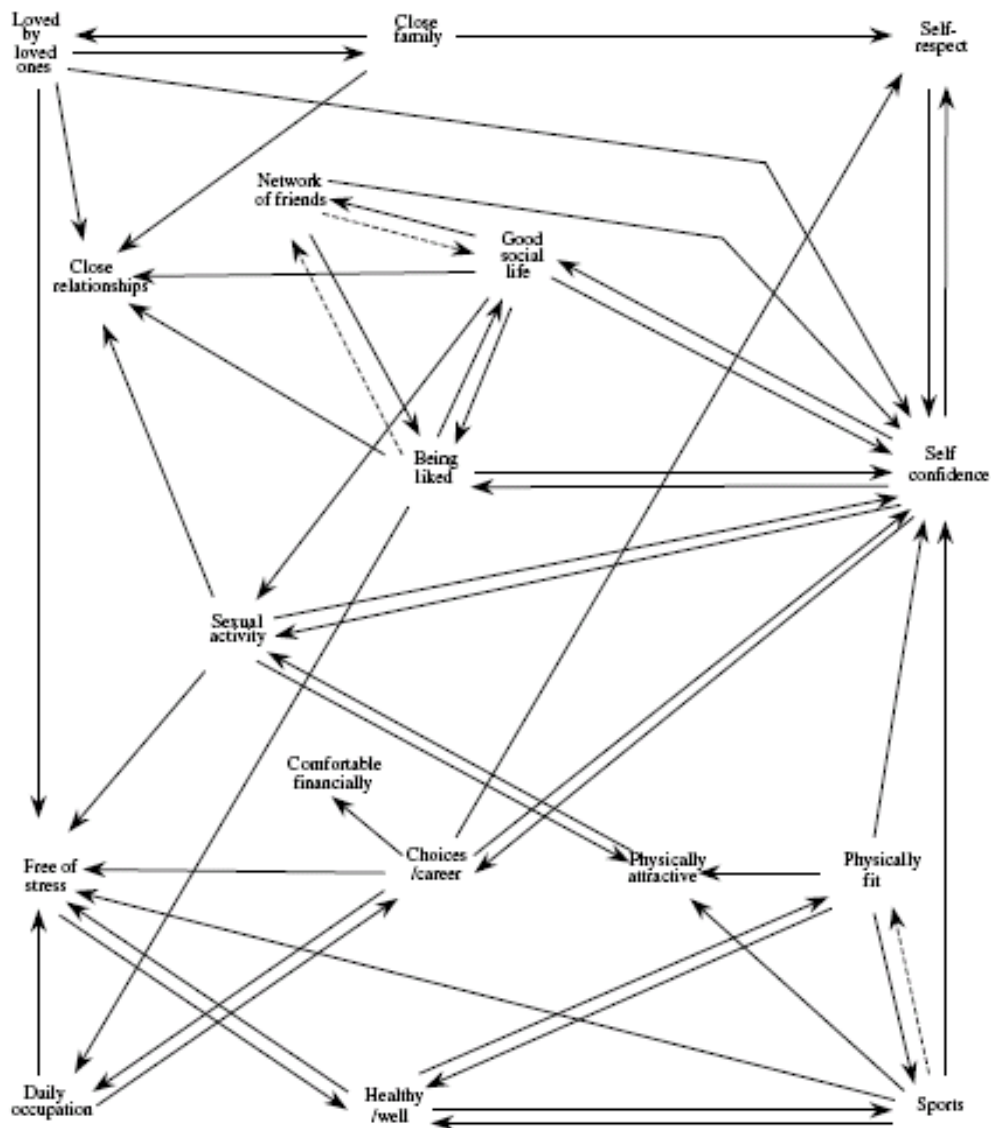 Loved
by
loved
ones
Close
family
Self-
respect
Network
of friends
Good
social
life
Close
relationships
Being
liked
Self
confidence
Sexual
activity
Comfortable
financially
Free of
stress
Choices
/career
Physically
attractive
Physically
fit
Daily
occupation
Healthy
/well
Sports